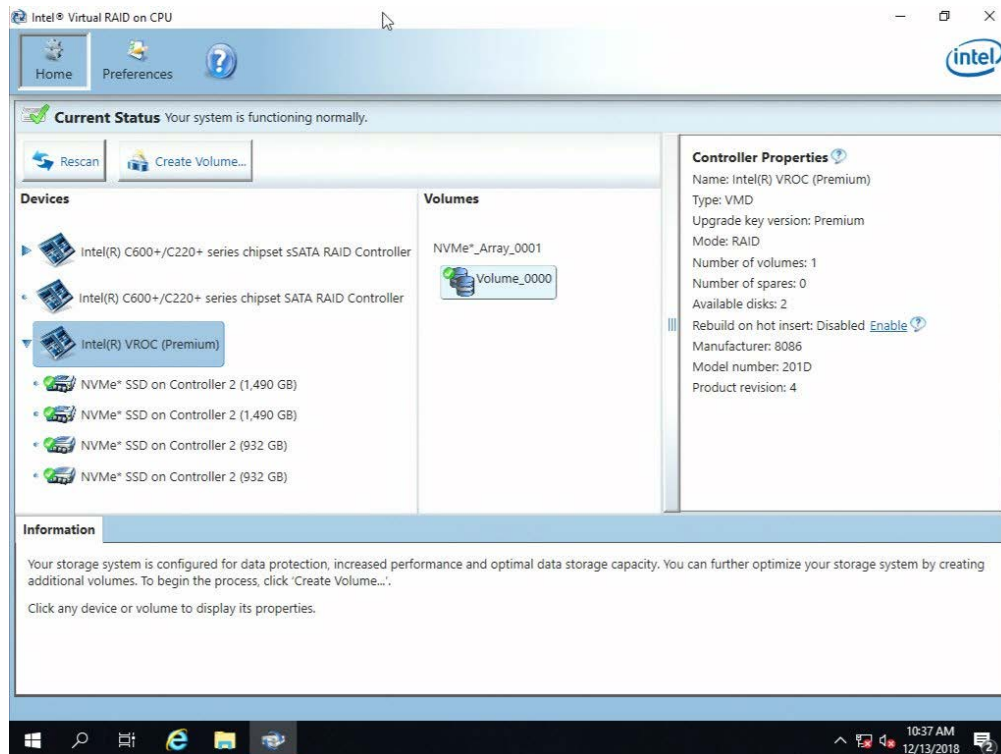 Intel® Virtual RAID on CPU
Home
Preferences
?
intel
Current Status Your system is functioning normally.
Rescan
Create Volume...
Devices
Intel(R) C600+/C220+ series chipset sSATA RAID Controller
Intel(R) C600+/C220+ series chipset SATA RAID Controller
Intel(R) VROC (Premium)
NVMe* SSD on Controller 2 (1,490 GB)
NVMe* SSD on Controller 2 (1,490 GB)
NVMe* SSD on Controller 2 (932 GB)
NVMe* SSD on Controller 2 (932 GB)
Volumes
NVMe*_Array_0001
Volume_0000
Controller Properties ?
Name: Intel(R) VROC (Premium)
Type: VMD
Upgrade key version: Premium
Mode: RAID
Number of volumes: 1
Number of spares: 0
Available disks: 2
Rebuild on hot insert: Disabled Enable ?
Manufacturer: 8086
Model number: 201D
Product revision: 4
Information
Your storage system is configured for data protection, increased performance and optimal data storage capacity. You can further optimize your storage system by creating
additional volumes. To begin the process, click 'Create Volume...'.
Click any device or volume to display its properties.
10:37 AM
12/13/2018
2